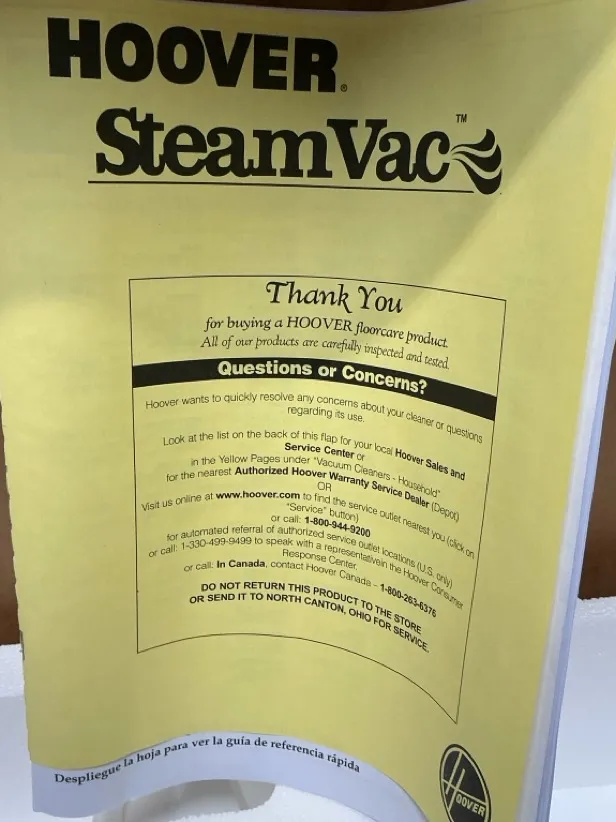 HOOVER®
SteamVac™
Thank You
for buying a HOOVER floorcare product.
All of our products are carefully inspected and tested.
Questions or Concerns?
Hoover wants to quickly resolve any concerns about your cleaner or questions
regarding its use.
Look at the list on the back of this flap for your local Hoover Sales and
Service Center or
in the Yellow Pages under "Vacuum Cleaners - Household"
for the nearest Authorized Hoover Warranty Service Dealer (Depot)
OR
Visit us online at www.hoover.com to find the service outlet nearest you (click on
"Service" button)
or call: 1-800-944-9200
for automated referral of authorized service outlet locations (U.S. only)
or call: 1-330-499-9499 to speak with a representativein the Hoover Consumer
Response Center.
or call: In Canada, contact Hoover Canada – 1-800-263-6376
DO NOT RETURN THIS PRODUCT TO THE STORE
OR SEND IT TO NORTH CANTON, OHIO FOR SERVICE.
Despliegue la hoja para ver la guía de referencia rápida
HOOVER